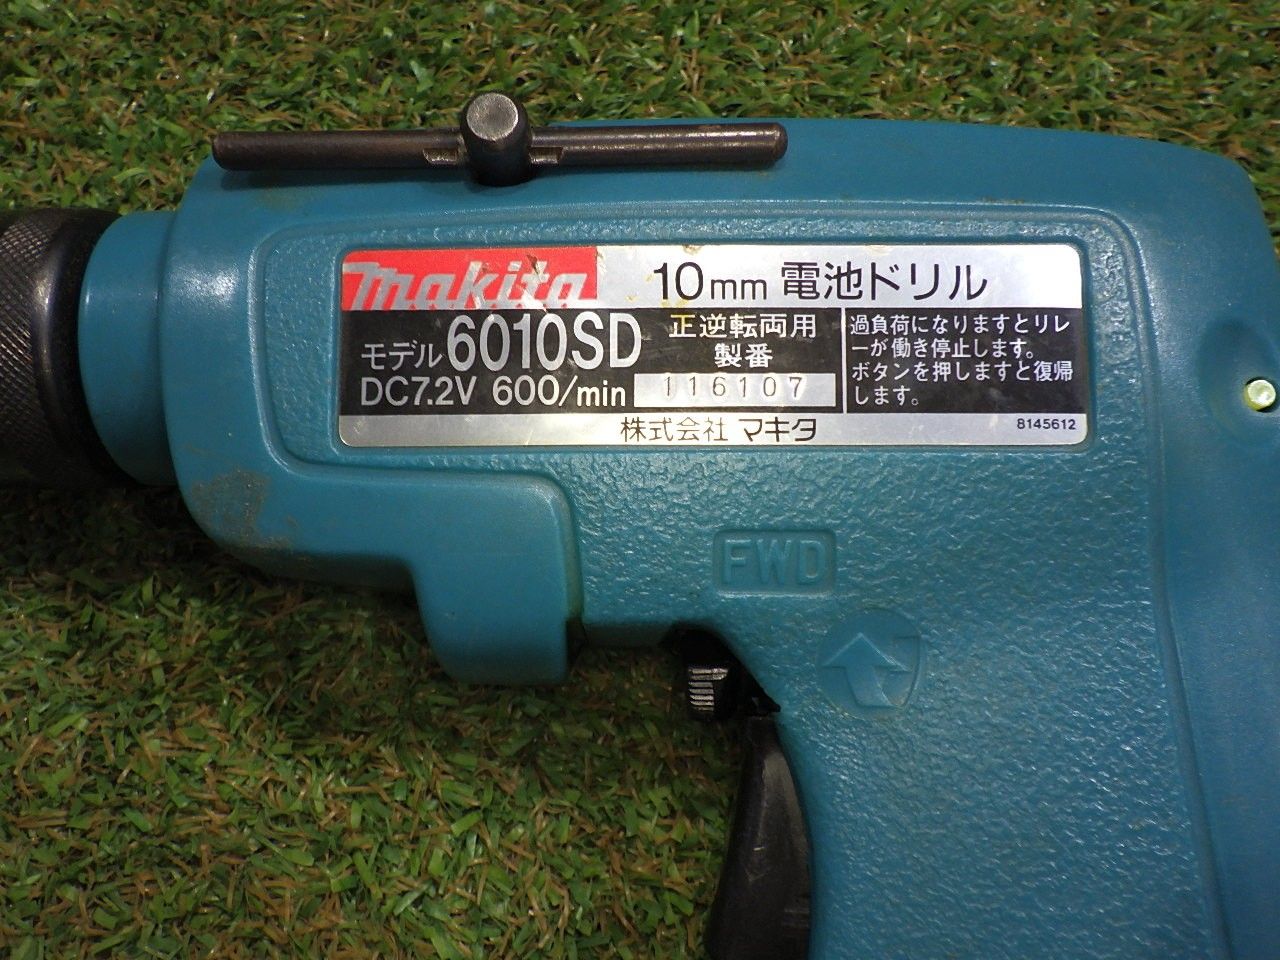 makita
10mm 電池ドリル
モデル 6010SD
DC7.2V 600/min
正逆転両用
製番
116107
過負荷になりますとリレ
ーが働き停止します。
ボタンを押しますと復帰
します。
株式会社 マキタ
8145612
FWD